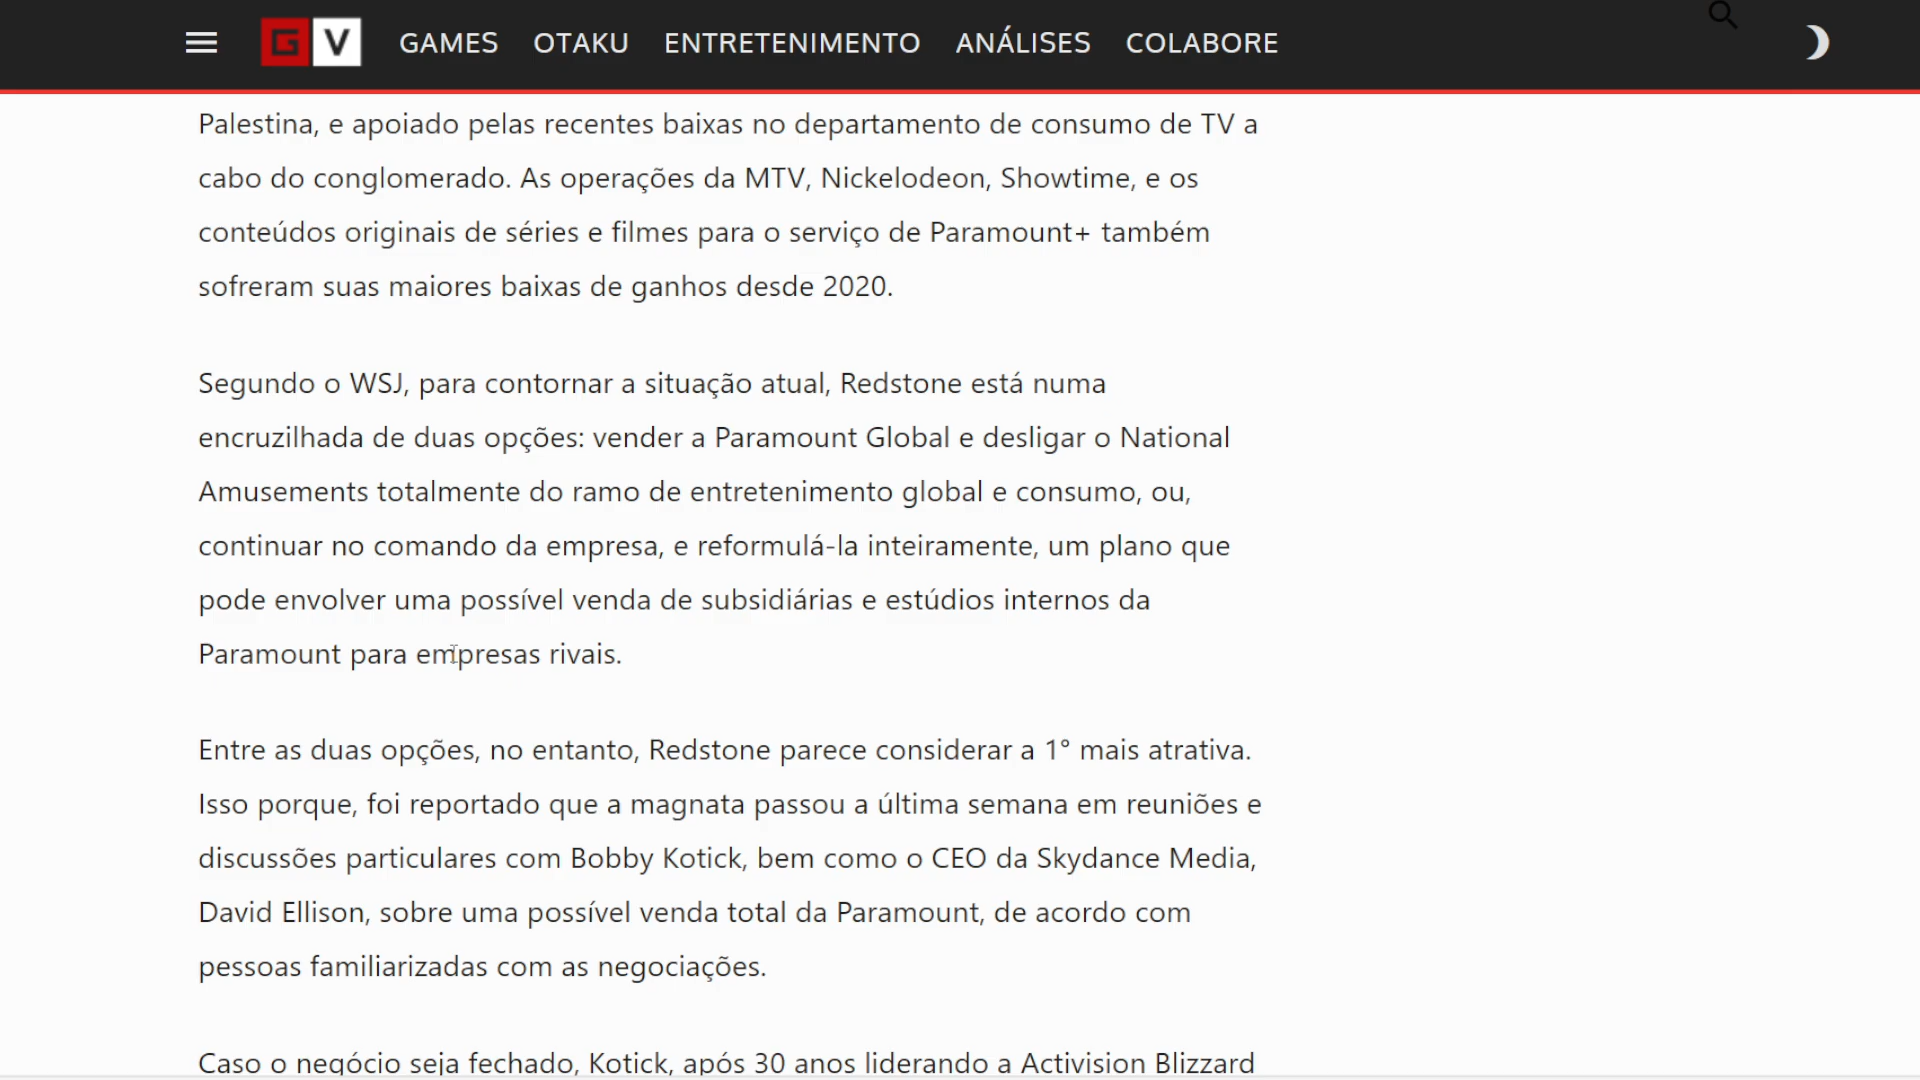 GV GAMES OTAKU ENTRETENIMENTO ANÁLISES COLABORE
Palestina, e apoiado pelas recentes baixas no departamento de consumo de TV a
cabo do conglomerado. As operações da MTV, Nickelodeon, Showtime, e os
conteúdos originais de séries e filmes para o serviço de Paramount+ também
sofreram suas maiores baixas de ganhos desde 2020.
Segundo o WSJ, para contornar a situação atual, Redstone está numa
encruzilhada de duas opções: vender a Paramount Global e desligar o National
Amusements totalmente do ramo de entretenimento global e consumo, ou,
continuar no comando da empresa, e reformulá-la inteiramente, um plano que
pode envolver uma possível venda de subsidiárias e estúdios internos da
Paramount para empresas rivais.
Entre as duas opções, no entanto, Redstone parece considerar a 1° mais atrativa.
Isso porque, foi reportado que a magnata passou a última semana em reuniões e
discussões particulares com Bobby Kotick, bem como o CEO da Skydance Media,
David Ellison, sobre uma possível venda total da Paramount, de acordo com
pessoas familiarizadas com as negociações.
Caso o negócio seja fechado, Kotick, após 30 anos liderando a Activision Blizzard